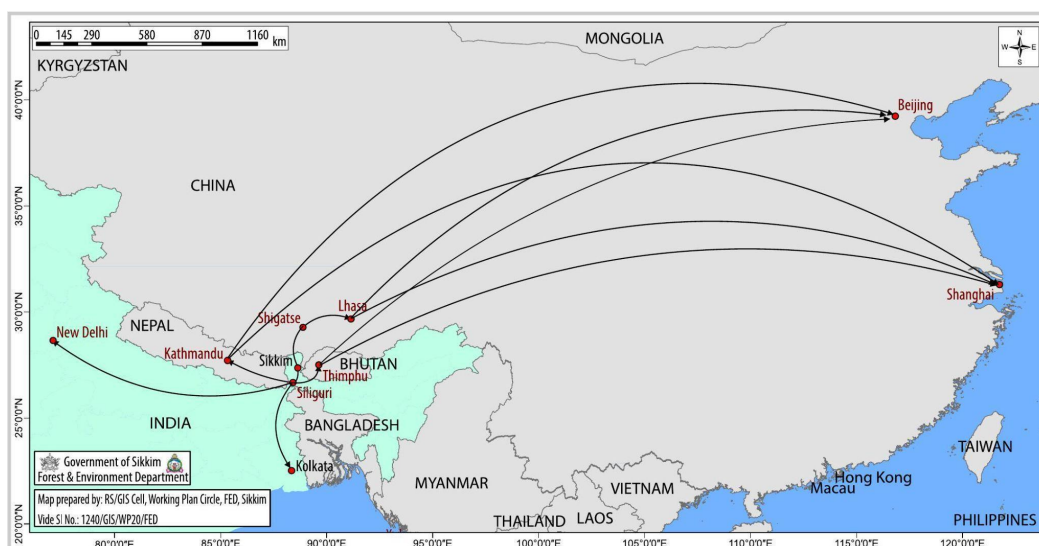 0 145 290 580 870 1160
km
MONGOLIA
N
W E
S
KYRGYZSTAN
Beijing
CHINA
Shanghai
Lhasa
Shigatse
NEPAL
New Delhi
Kathmandu
Sikkim
BHUTAN
Thimphu
Siliguri
INDIA
BANGLADESH
Kolkata
TAIWAN
Hong Kong
Macau
MYANMAR
VIETNAM
LAOS
THAILAND
PHILIPPINES
Government of Sikkim
Forest & Environment Department
Map prepared by: RS/GIS Cell, Working Plan Circle, FED, Sikkim
Vide Sl No.: 1240/GIS/WP20/FED
40°0'0"N
35°0'0"N
30°0'0"N
25°0'0"N
20°0'0"N
80°0'0"E 85°0'0"E 90°0'0"E 95°0'0"E 100°0'0"E 105°0'0"E 110°0'0"E 115°0'0"E 120°0'0"E